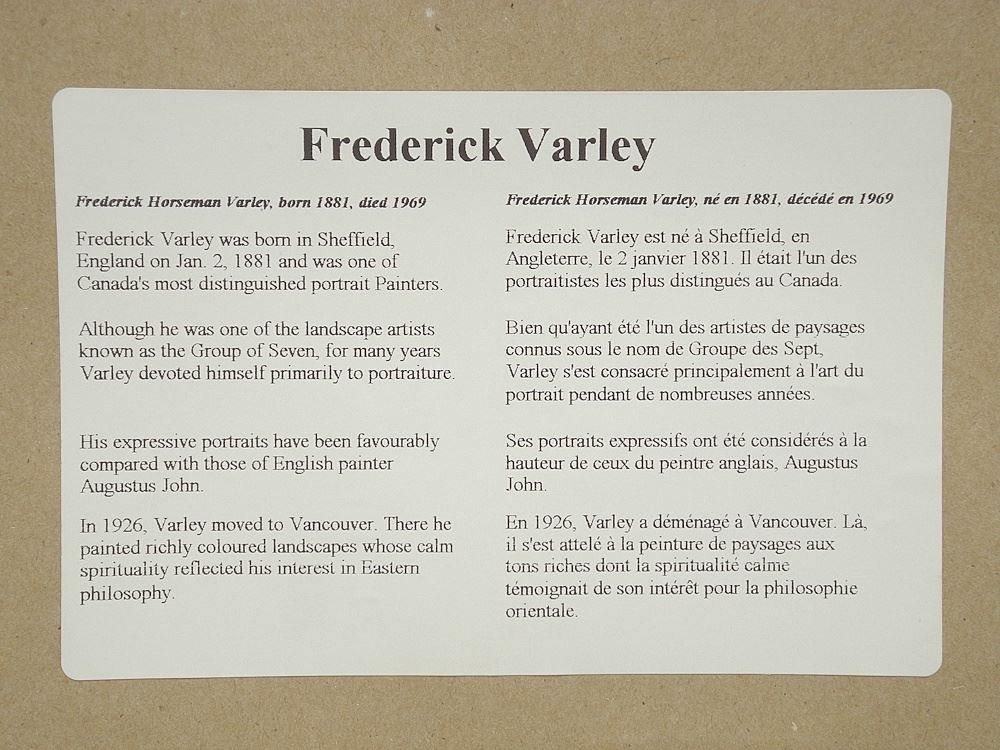 Frederick Varley
Frederick Horseman Varley, born 1881, died 1969
Frederick Varley was born in Sheffield,
England on Jan. 2, 1881 and was one of
Canada's most distinguished portrait Painters.
Although he was one of the landscape artists
known as the Group of Seven, for many years
Varley devoted himself primarily to portraiture.
His expressive portraits have been favourably
compared with those of English painter
Augustus John.
In 1926, Varley moved to Vancouver. There he
painted richly coloured landscapes whose calm
spirituality reflected his interest in Eastern
philosophy.
Frederick Horseman Varley, né en 1881, décédé en 1969
Frederick Varley est né à Sheffield, en
Angleterre, le 2 janvier 1881. Il était l'un des
portraitistes les plus distingués au Canada.
Bien qu'ayant été l'un des artistes de paysages
connus sous le nom de Groupe des Sept,
Varley s'est consacré principalement à l'art du
portrait pendant de nombreuses années.
Ses portraits expressifs ont été considérés à la
hauteur de ceux du peintre anglais, Augustus
John.
En 1926, Varley a déménagé à Vancouver. Là,
il s'est attelé à la peinture de paysages aux
tons riches dont la spiritualité calme
témoignait de son intérêt pour la philosophie
orientale.